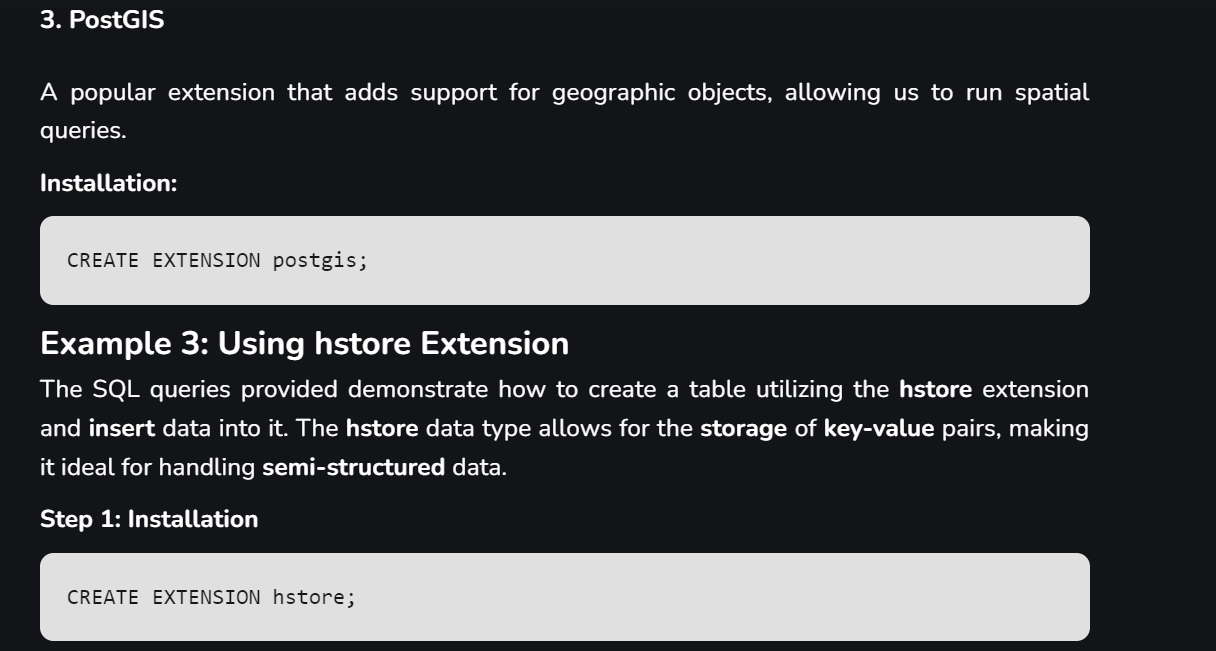 3. PostGIS
A popular extension that adds support for geographic objects, allowing us to run spatial
queries.
Installation:
CREATE EXTENSION postgis;
Example 3: Using hstore Extension
The SQL queries provided demonstrate how to create a table utilizing the hstore extension
and insert data into it. The hstore data type allows for the storage of key-value pairs, making
it ideal for handling semi-structured data.
Step 1: Installation
CREATE EXTENSION hstore;